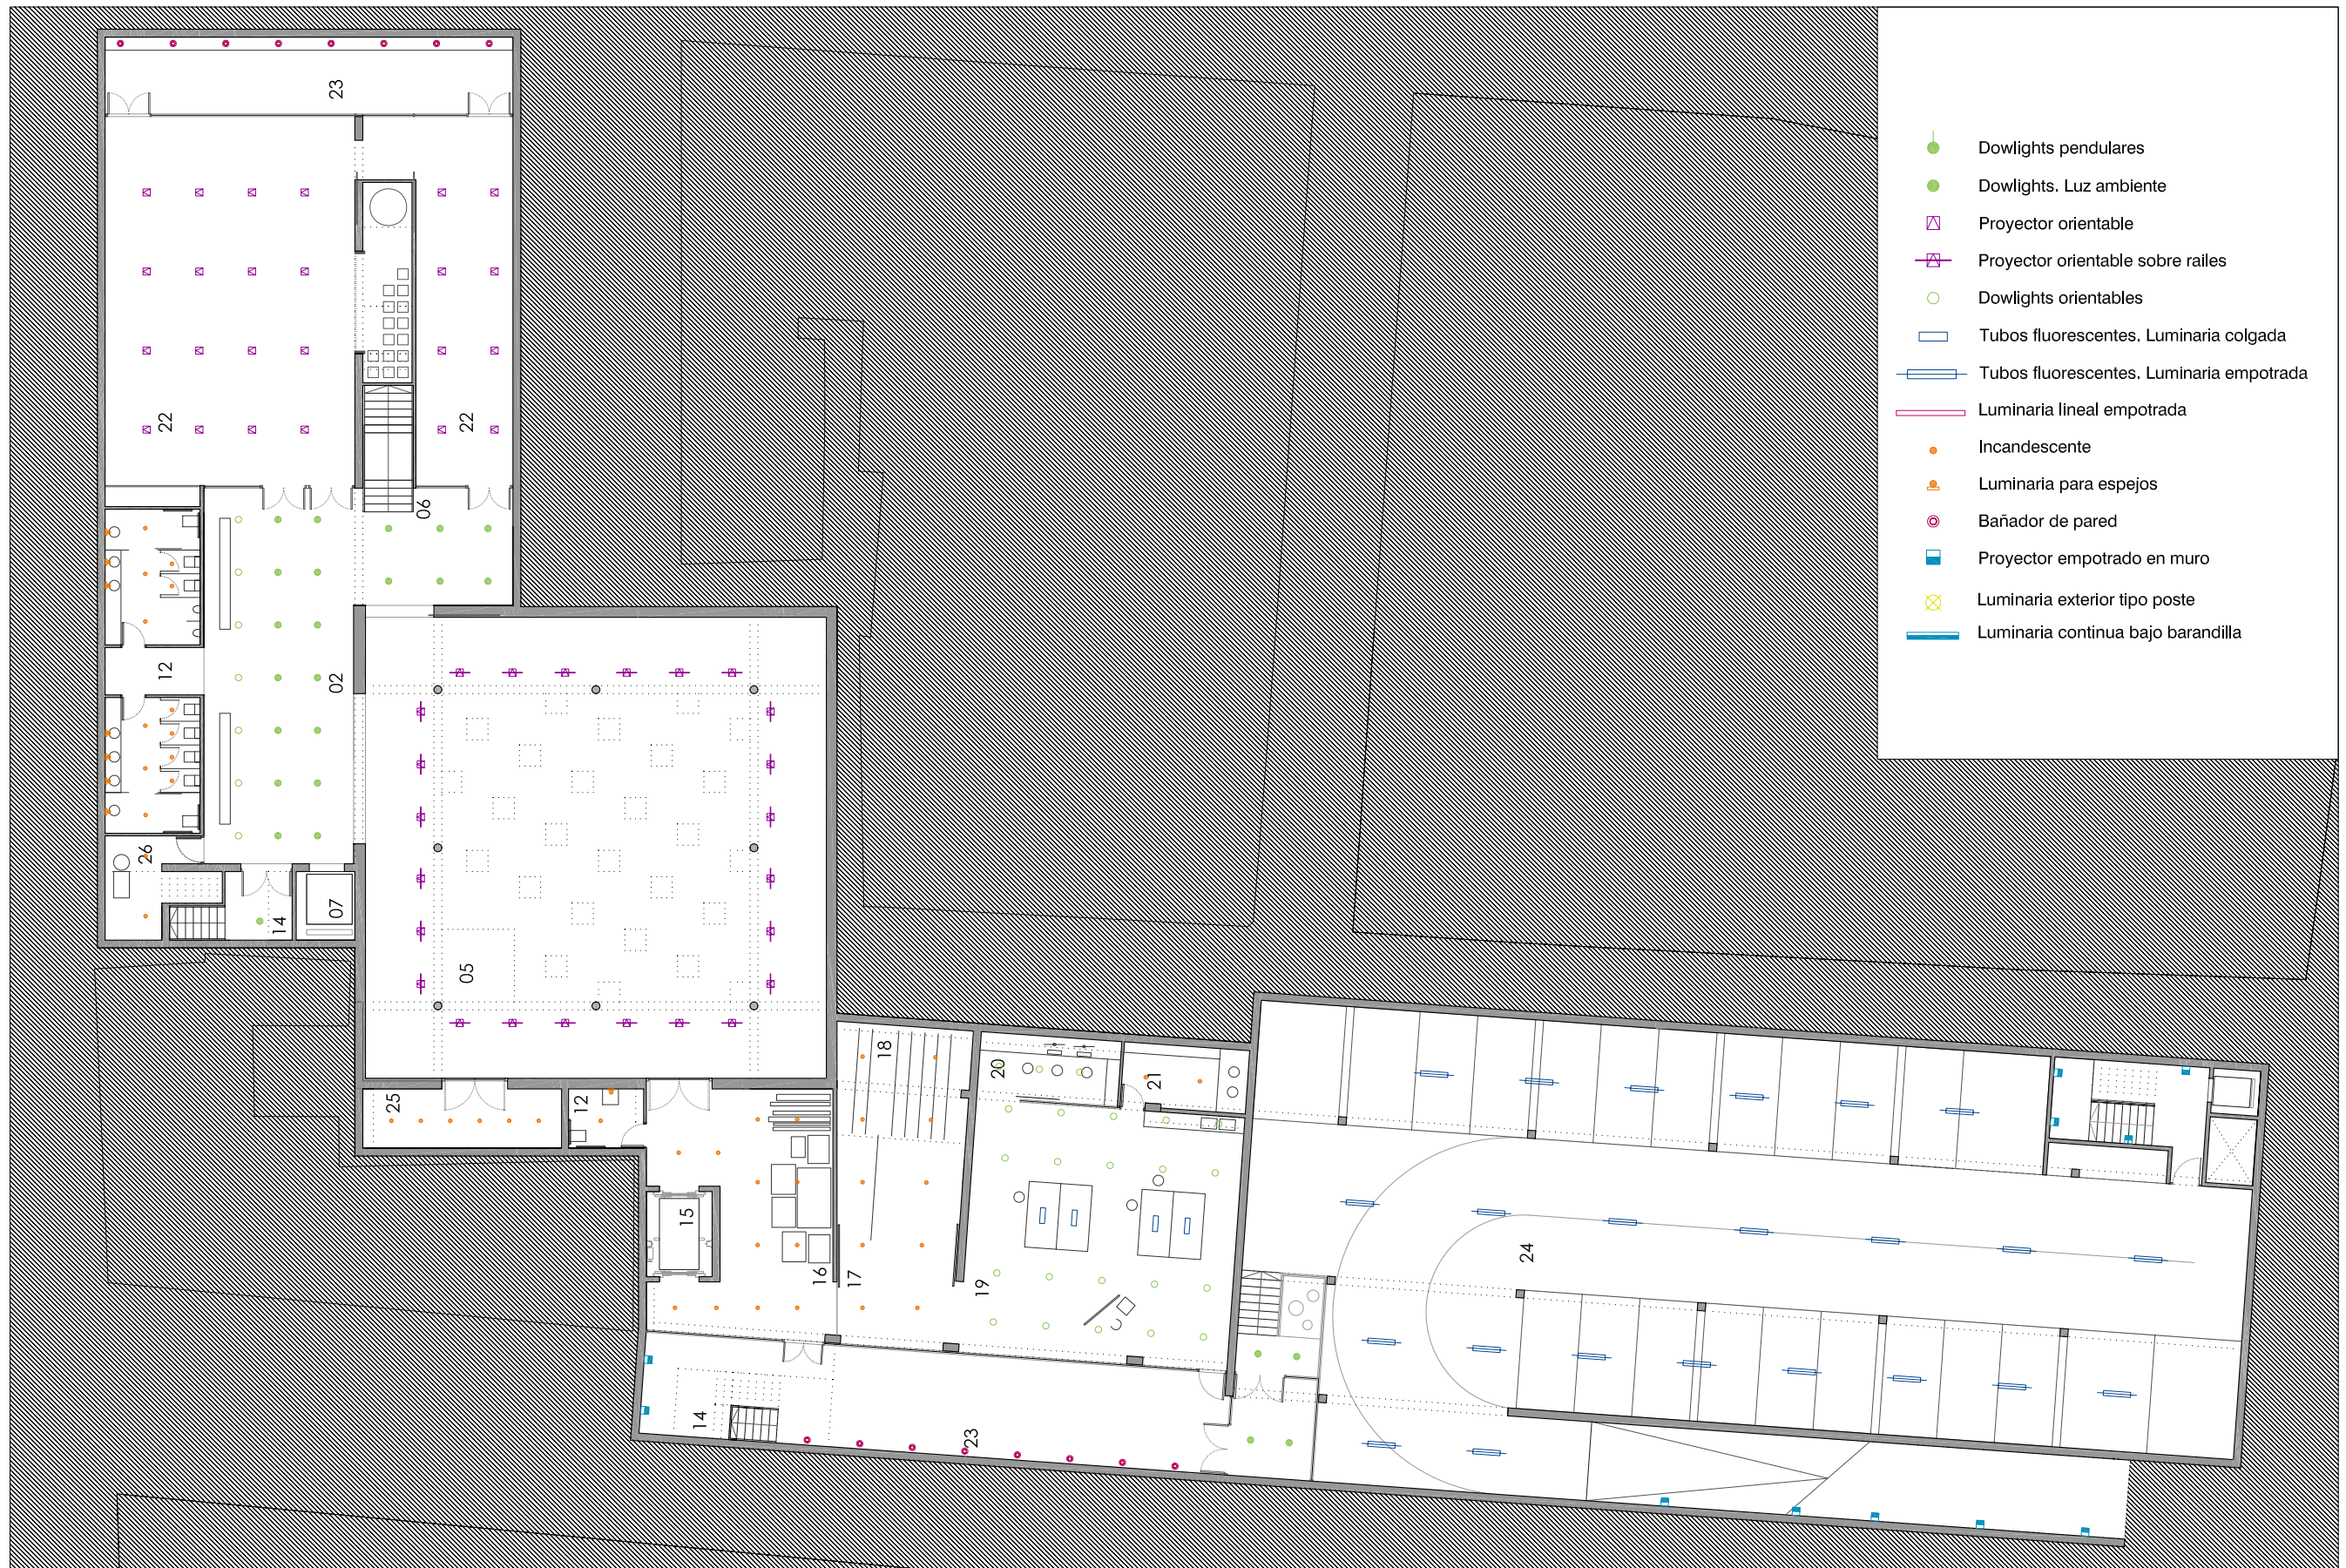 Dowlights pendulares
Dowlights. Luz ambiente
Proyector orientable
Proyector orientable sobre railes
Dowlights orientables
Tubos fluorescentes. Luminaria colgada
Tubos fluorescentes. Luminaria empotrada
Luminaria lineal empotrada
Incandescente
Luminaria para espejos
Bañador de pared
Proyector empotrado en muro
Luminaria exterior tipo poste
Luminaria continua bajo barandilla
23
22
22
06
12
02
26
14
07
05
25
12
18
20
21
15
16
17
19
24
14
23